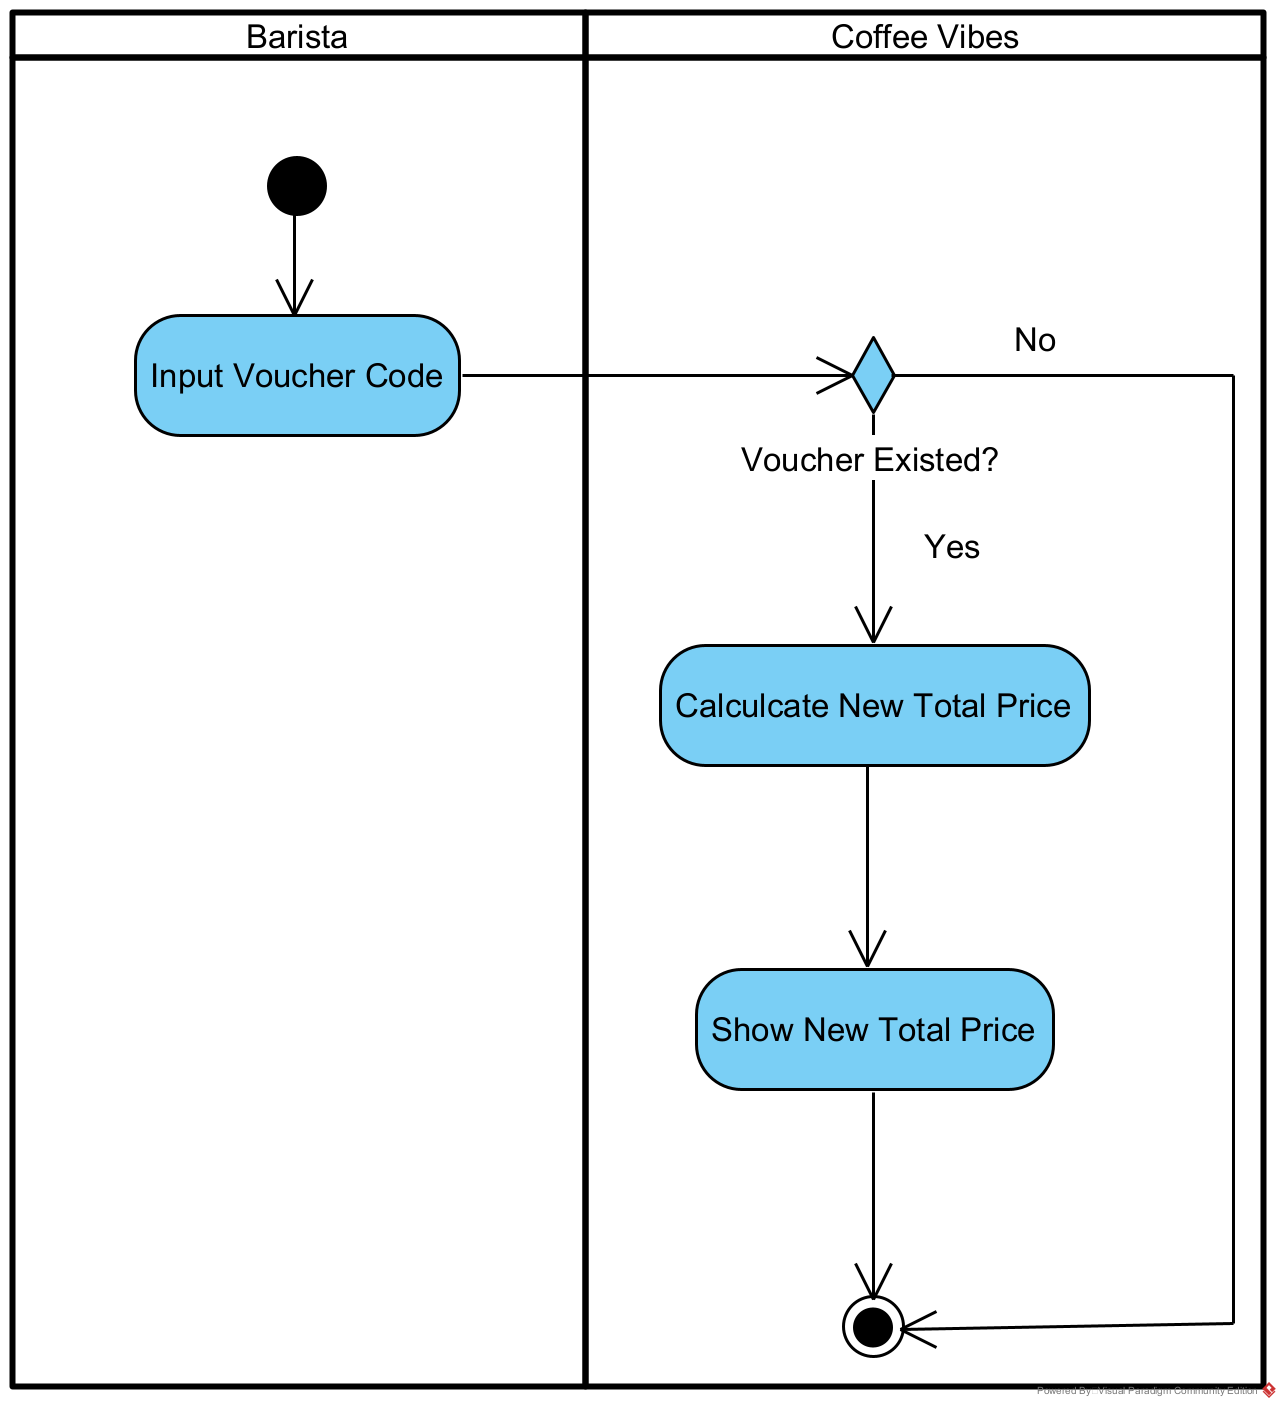 Barista
Coffee Vibes
No
Input Voucher Code
Voucher Existed?
Yes
Calculcate New Total Price
Show New Total Price
Powered By: Visual Paradigm Community Edition